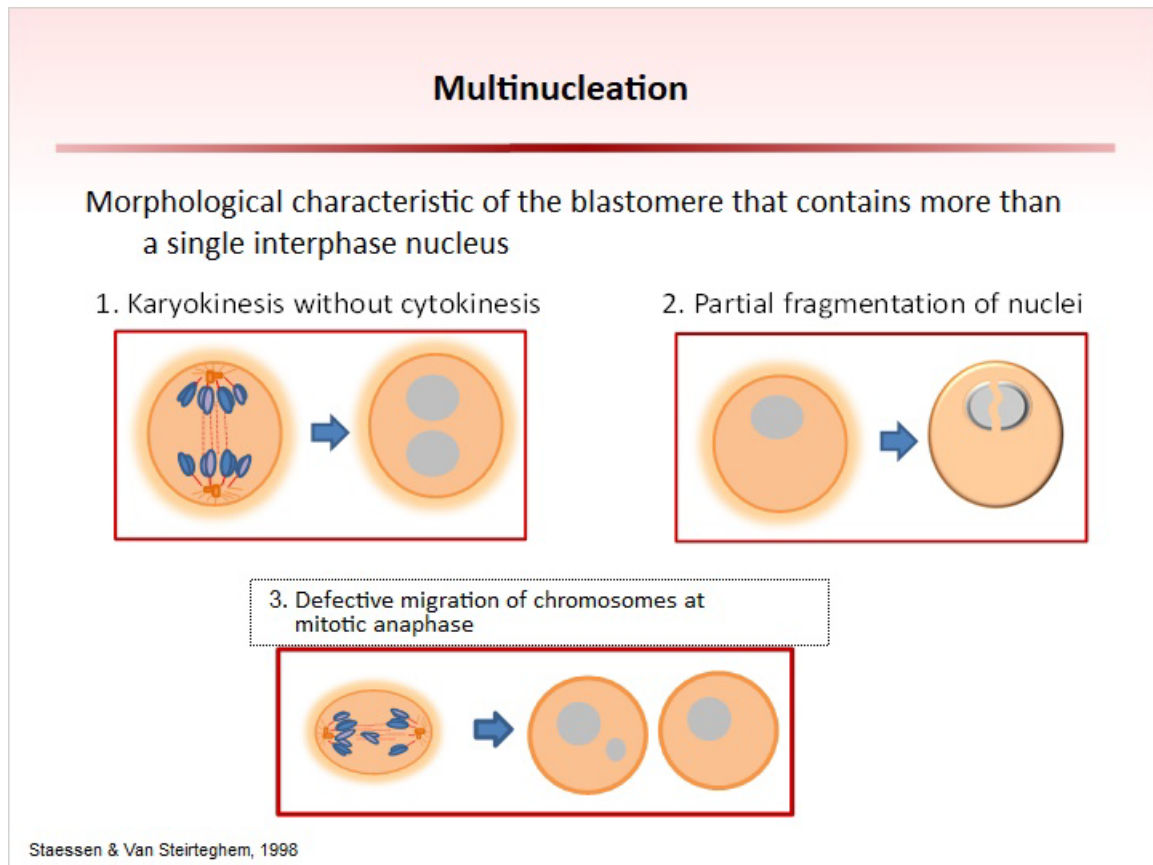 Multinucleation
Morphological characteristic of the blastomere that contains more than
a single interphase nucleus
1. Karyokinesis without cytokinesis
2. Partial fragmentation of nuclei
3. Defective migration of chromosomes at
mitotic anaphase
Staessen & Van Steirteghem, 1998